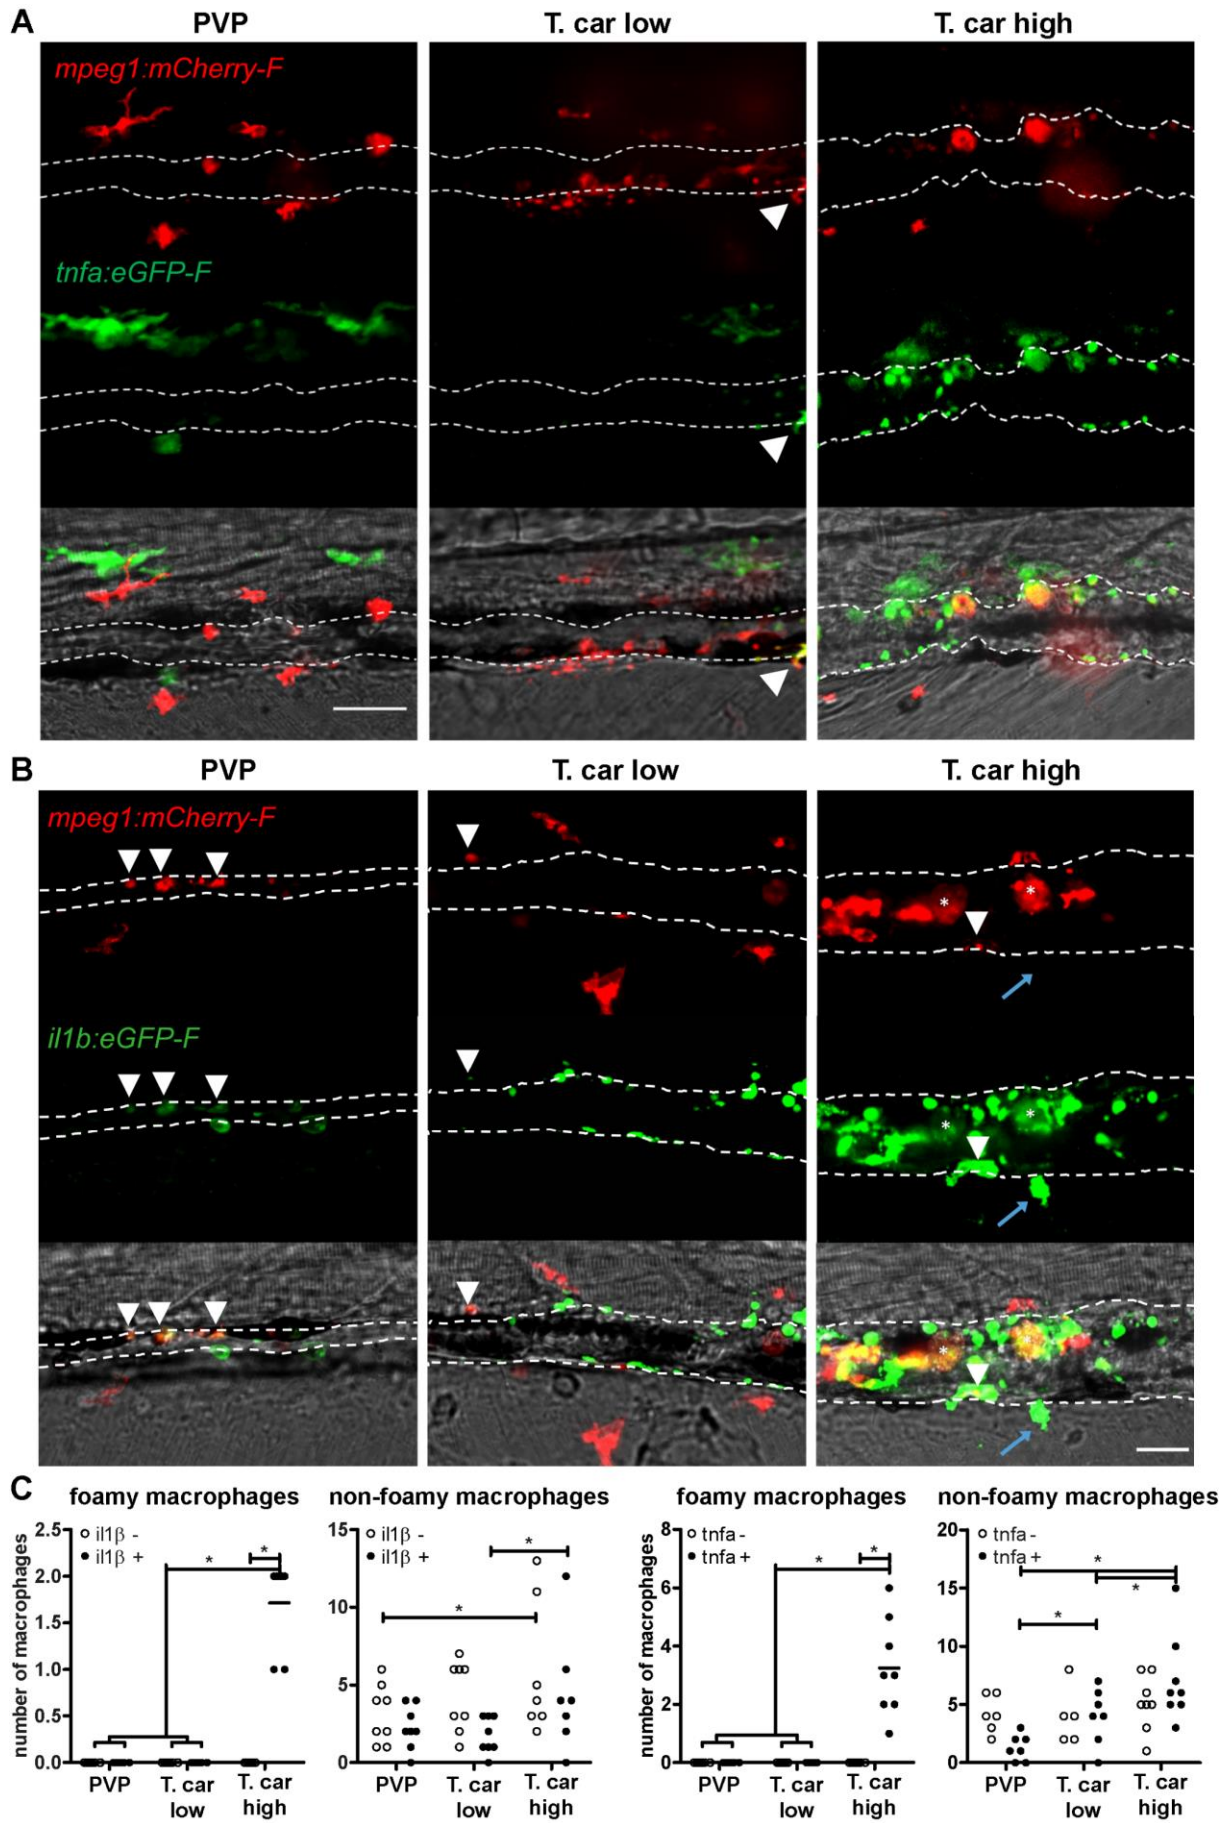 A
PVP
T. car low
T. car high
mpeg1:mCherry-F
tnfa:eGFP-F
B
PVP
T. car low
T. car high
mpeg1:mCherry-F
* *
il1b:eGFP-F
* *
* *
C
foamy macrophages
number of macrophages
2.5
2.0
1.5
1.0
0.5
0.0
il1β -
il1β +
* *
PVP
T. car low
T. car high
non-foamy macrophages
15
10
5
0
il1β -
il1β +
*
*
PVP
T. car low
T. car high
foamy macrophages
number of macrophages
8
6
4
2
0
tnfa -
tnfa +
* *
PVP
T. car low
T. car high
non-foamy macrophages
20
15
10
5
0
tnfa -
tnfa +
*
*
*
PVP
T. car low
T. car high